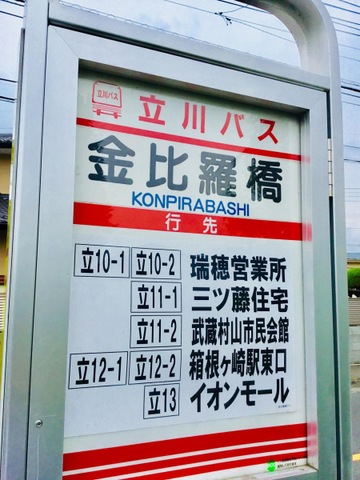 立川バス
立川バス
金比羅橋
KONPIRABASHI
行先
立10-1 立10-2 瑞穂営業所
立11-1 三ツ藤住宅
立11-2 武蔵村山市民会館
立12-1 立12-2 箱根ヶ崎駅東口
立13 イオンモール